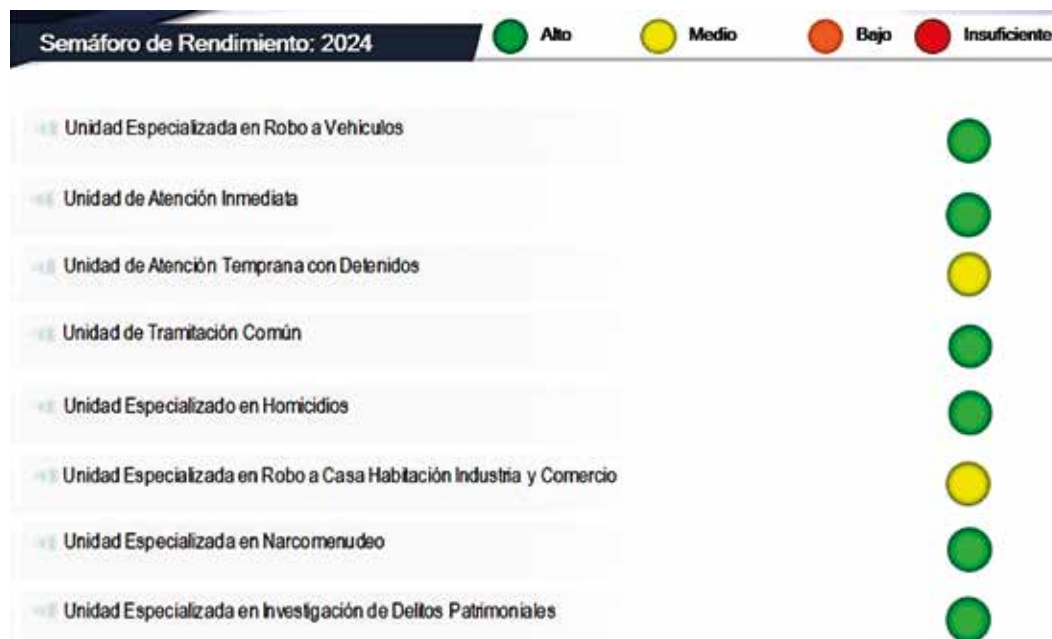 Semáforo de Rendimiento: 2024 Alto Medio Bajo Insuficiente
Unidad Especializada en Robo a Vehículos
Unidad de Atención Inmediata
Unidad de Atención Temprana con Detenidos
Unidad de Tramitación Común
Unidad Especializado en Homicidios
Unidad Especializada en Robo a Casa Habitación Industria y Comercio
Unidad Especializada en Narcomenudeo
Unidad Especializada en Investigación de Delitos Patrimoniales